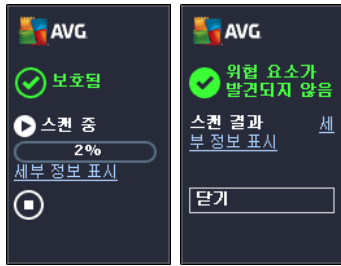 AVG
보호됨
스캔 중
2%
세부 정보 표시
AVG
위협 요소가
발견되지 않음
스캔 결과 세
부 정보 표시
닫기